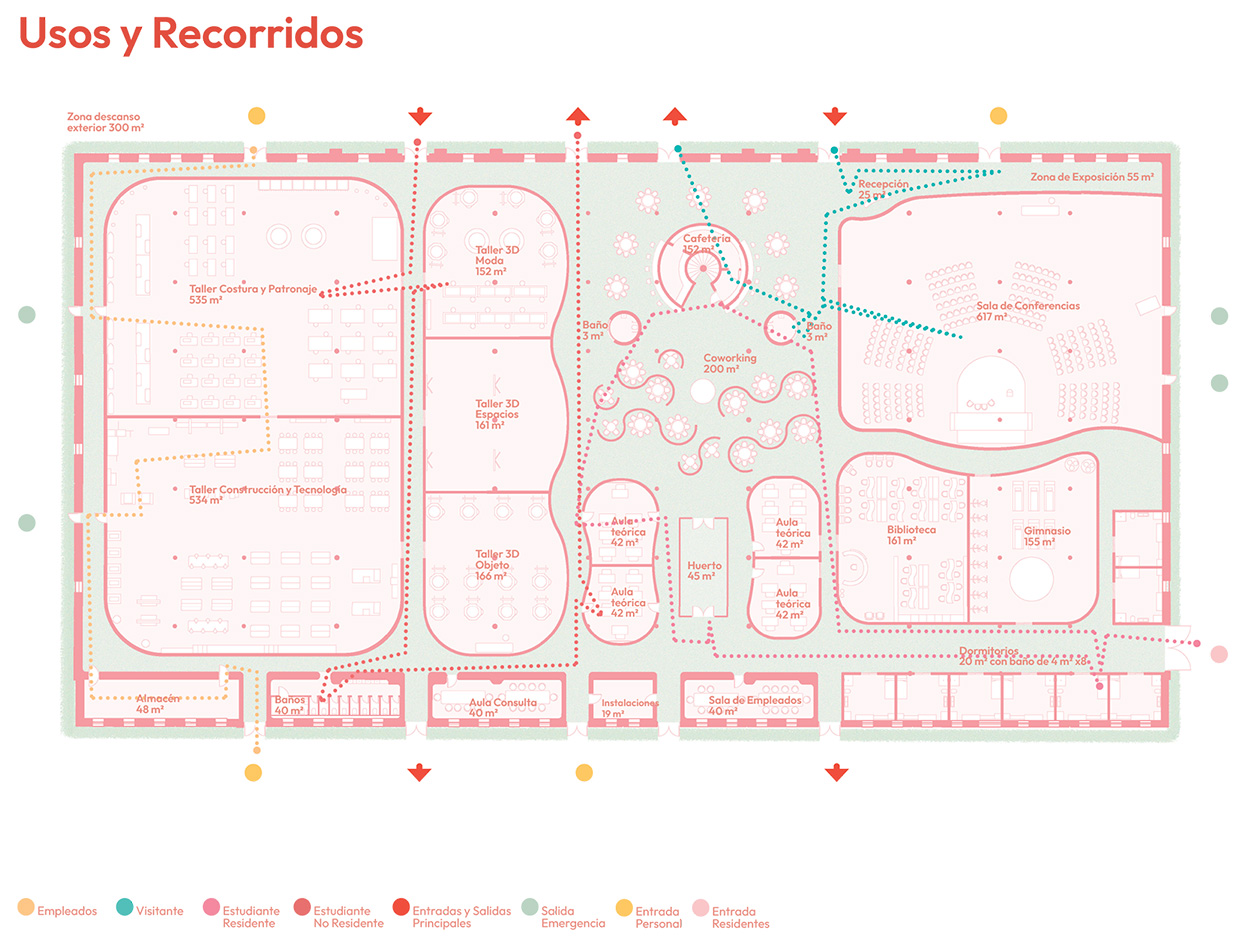 Usos y Recorridos
Zona descanso
exterior 300 m²
Recepción
25 m²
Zona de Exposición 55 m²
Taller 3D
Moda
152 m²
Cafetería
152 m²
Taller Costura y Patronaje
535 m²
Sala de Conferencias
617 m²
Baño
3 m²
Baño
3 m²
Coworking
200 m²
Taller 3D
Espacios
161 m²
Taller Construcción y Tecnología
534 m²
Aula
teórica
42 m²
Aula
teórica
42 m²
Biblioteca
161 m²
Gimnasio
155 m²
Taller 3D
Objeto
166 m²
Huerto
45 m²
Aula
teórica
42 m²
Aula
teórica
42 m²
Dormitorios
20 m² con baño de 4 m² x8
Almacén
48 m²
Baños
40 m²
Aula Consulta
40 m²
Instalaciones
19 m²
Sala de Empleados
40 m²
Empleados
Visitante
Estudiante
Residente
Estudiante
No Residente
Entradas y Salidas
Principales
Salida
Emergencia
Entrada
Personal
Entrada
Residentes